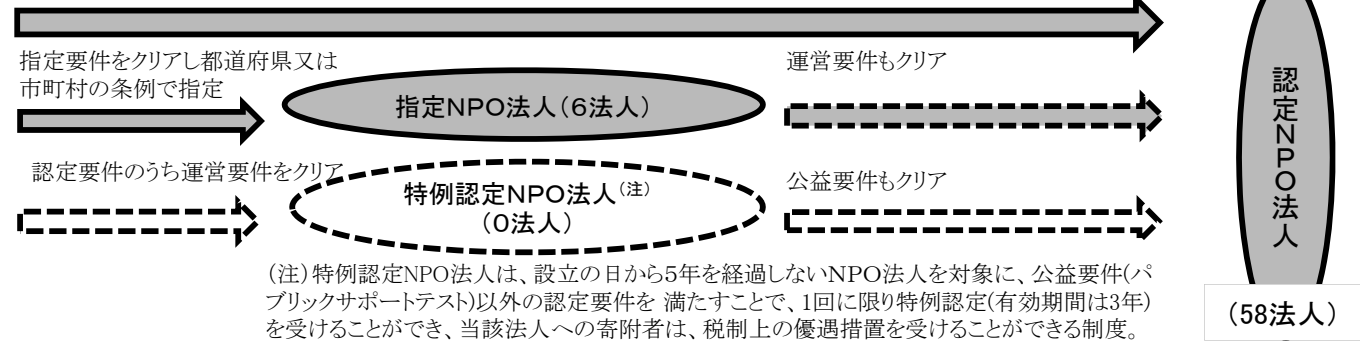 指定要件をクリアし都道府県又は
市町村の条例で指定
指定NPO法人(6法人)
運営要件もクリア
認定要件のうち運営要件をクリア
特例認定NPO法人(注)
(0法人)
公益要件もクリア
(注)特例認定NPO法人は、設立の日から5年を経過しないNPO法人を対象に、公益要件(パ
ブリックサポートテスト)以外の認定要件を 満たすことで、1回に限り特例認定(有効期間は3年)
を受けることができ、当該法人への寄附者は、税制上の優遇措置を受けることができる制度。
認定NPO法人
(58法人)